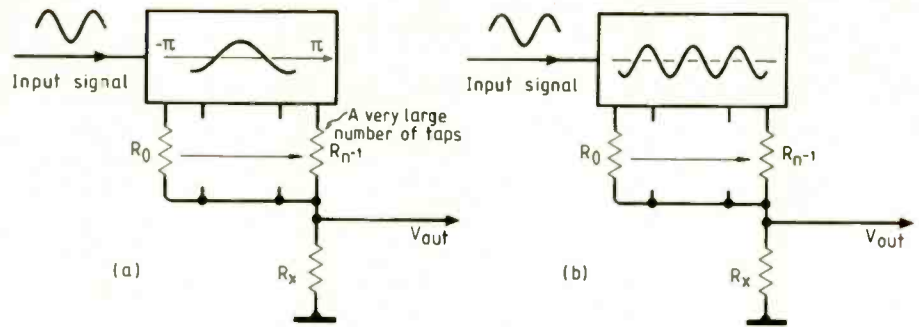 -π π
Input signal
A very large
number of taps
R₀
Rn-1
Vout
Rx
(a)
Input signal
R₀
Rn-1
Vout
Rx
(b)